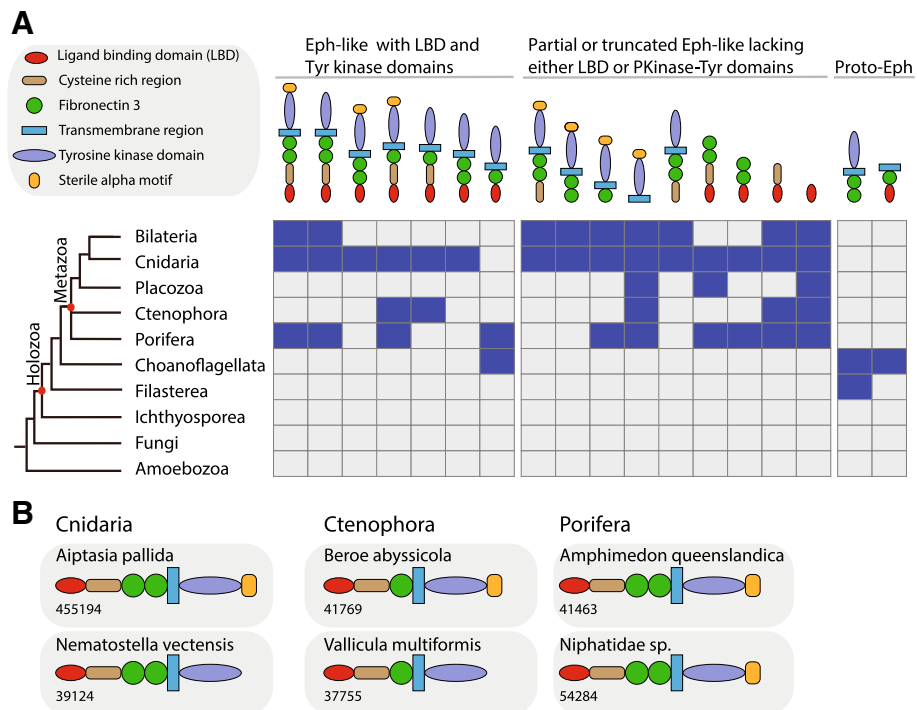 A
Ligand binding domain (LBD)
Cysteine rich region
Fibronectin 3
Transmembrane region
Tyrosine kinase domain
Sterile alpha motif
Eph-like with LBD and
Tyr kinase domains
Partial or truncated Eph-like lacking
either LBD or PKinase-Tyr domains
Proto-Eph
Metazoa
Holozoa
Bilateria
Cnidaria
Placozoa
Ctenophora
Porifera
Choanoflagellata
Filasterea
Ichthyosporea
Fungi
Amoebozoa
B
Cnidaria
Aiptasia pallida
455194
Nematostella vectensis
39124
Ctenophora
Beroe abyssicola
41769
Vallicula multiformis
37755
Porifera
Amphimedon queenslandica
41463
Niphatidae sp.
54284